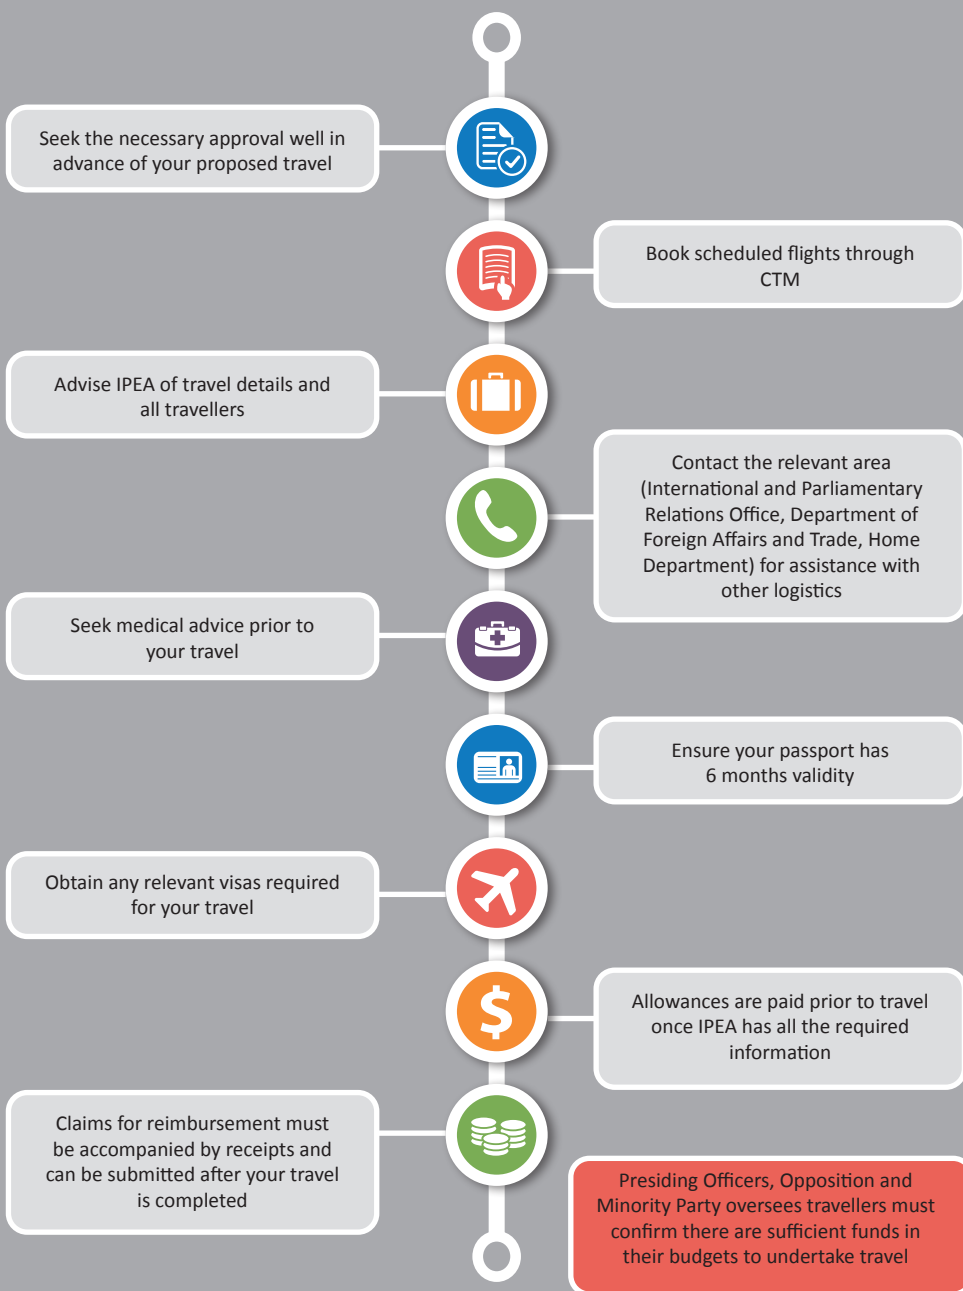 Seek the necessary approval well in
advance of your proposed travel
Book scheduled flights through
CTM
Advise IPEA of travel details and
all travellers
Contact the relevant area
(International and Parliamentary
Relations Office, Department of
Foreign Affairs and Trade, Home
Department) for assistance with
other logistics
Seek medical advice prior to
your travel
Ensure your passport has
6 months validity
Obtain any relevant visas required
for your travel
$
Allowances are paid prior to travel
once IPEA has all the required
information
Claims for reimbursement must
be accompanied by receipts and
can be submitted after your travel
is completed
Presiding Officers, Opposition and
Minority Party oversees travellers must
confirm there are sufficient funds in
their budgets to undertake travel